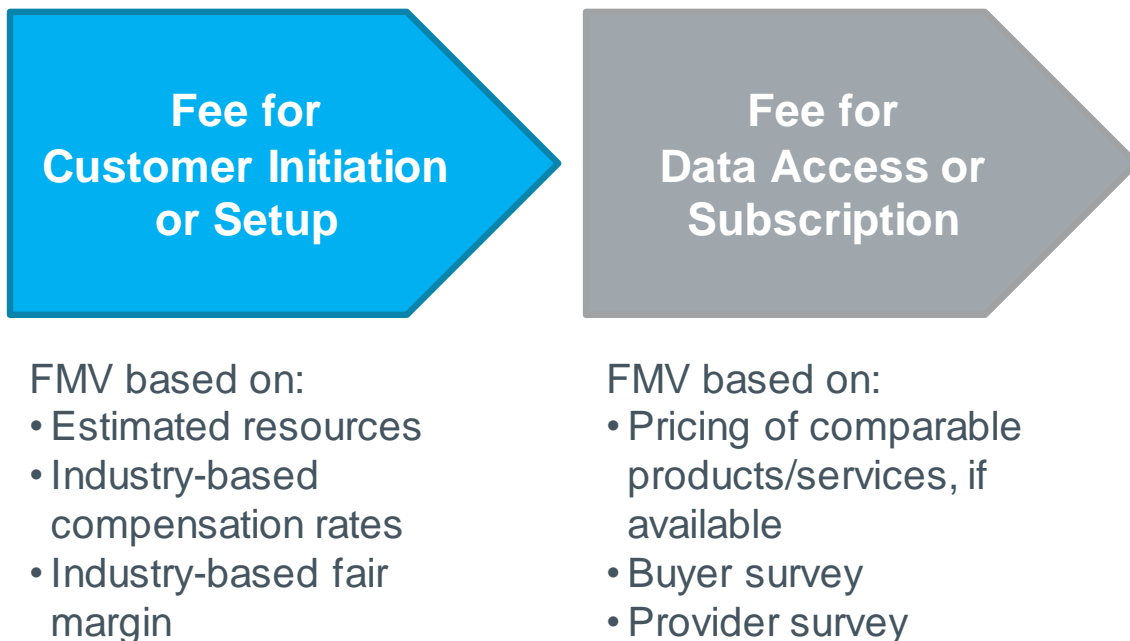 Fee for
Customer Initiation
or Setup
FMV based on:
• Estimated resources
• Industry-based
compensation rates
• Industry-based fair
margin
Fee for
Data Access or
Subscription
FMV based on:
• Pricing of comparable
products/services, if
available
• Buyer survey
• Provider survey